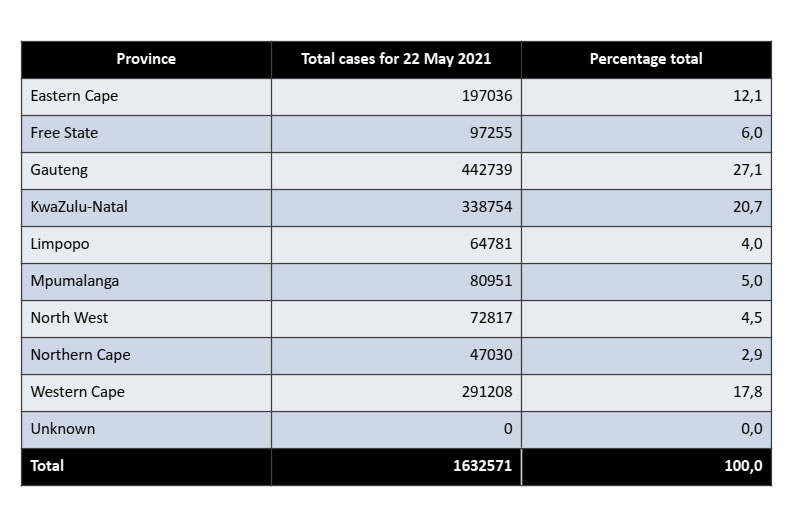 Province Total cases for 22 May 2021 Percentage total
Eastern Cape 197036 12,1
Free State 97255 6,0
Gauteng 442739 27,1
KwaZulu-Natal 338754 20,7
Limpopo 64781 4,0
Mpumalanga 80951 5,0
North West 72817 4,5
Northern Cape 47030 2,9
Western Cape 291208 17,8
Unknown 0 0,0
Total 1632571 100,0